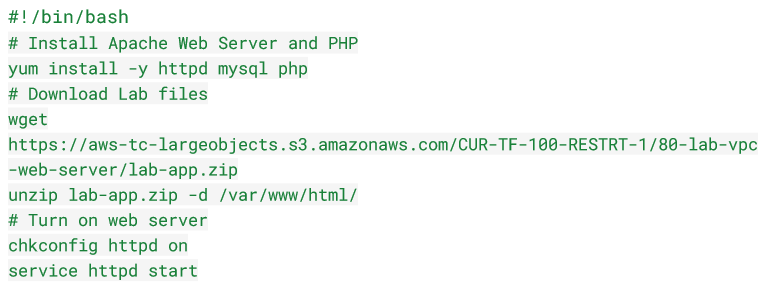 #!/bin/bash
# Install Apache Web Server and PHP
yum install -y httpd mysql php
# Download Lab files
wget
https://aws-tc-largeobjects.s3.amazonaws.com/CUR-TF-100-RESTRT-1/80-lab-vpc
-web-server/lab-app.zip
unzip lab-app.zip -d /var/www/html/
# Turn on web server
chkconfig httpd on
service httpd start